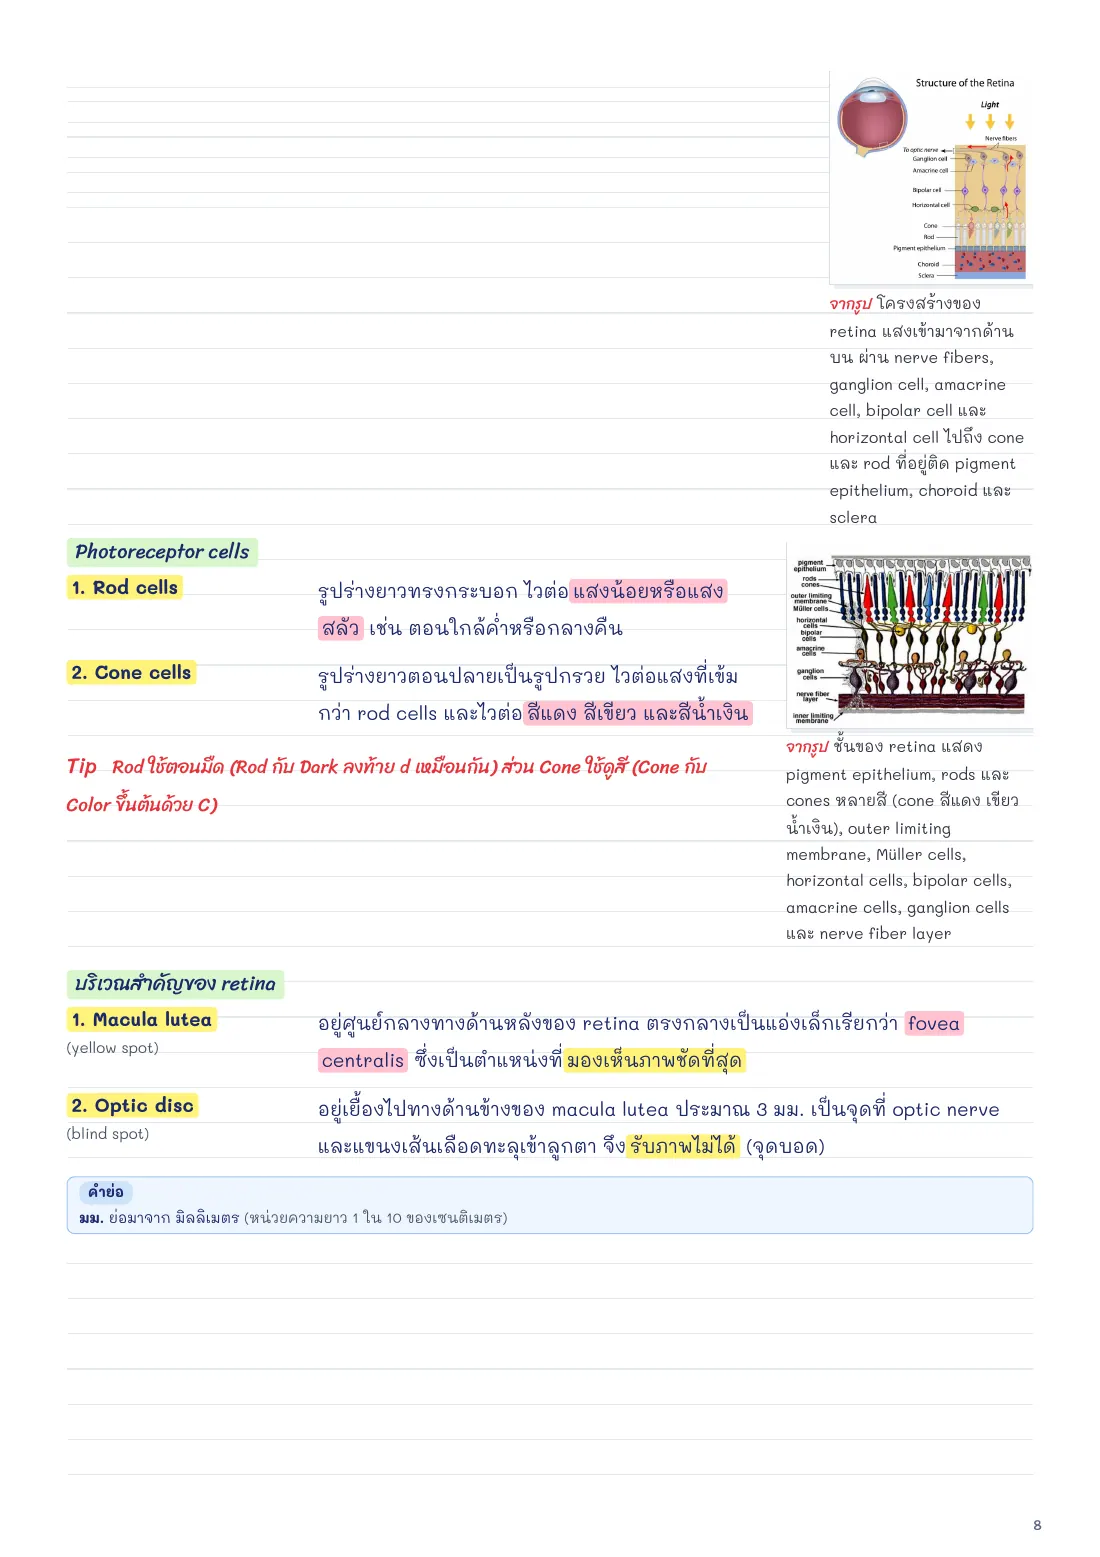 Structure of the Retina
Light
Nerve fibers
To optic nerve
Ganglion cell
Amacrine cell
Bipolar cell
Horizontal cell
Cone
Rod
Pigment epithelium
Choroid
Sclera
จากรูป โครงสร้างของ
retina แสงเข้ามาจากด้าน
บน ผ่าน nerve fibers,
ganglion cell, amacrine
cell, bipolar cell และ
horizontal cell ไปถึง cone
และ rod ที่อยู่ติด pigment
epithelium, choroid และ
sclera
Photoreceptor cells
1. Rod cells
รูปร่างยาวทรงกระบอก ไวต่อ แสงน้อยหรือแสง
สลัว เช่น ตอนใกล้ค่ำหรือกลางคืน
2. Cone cells
รูปร่างยาวตอนปลายเป็นรูปกรวย ไวต่อแสงที่เข้ม
กว่า rod cells และไวต่อ สีแดง สีเขียว และสีน้ำเงิน
Tip Rod ใช้ตอนมืด (Rod กับ Dark ลงท้าย d เหมือนกัน) ส่วน Cone ใช้ดูสี (Cone กับ
Color ขึ้นต้นด้วย C)
pigment
epithelium
rods
cones
outer limiting
membrane
Müller cells
horizontal
cells
bipolar
cells
amacrine
cells
ganglion
cells
nerve fiber
layer
inner limiting
membrane
จากรูป ชั้นของ retina แสดง
pigment epithelium, rods และ
cones หลายสี (cone สีแดง เขียว
น้ำเงิน), outer limiting
membrane, Müller cells,
horizontal cells, bipolar cells,
amacrine cells, ganglion cells
และ nerve fiber layer
บริเวณสำคัญของ retina
1. Macula lutea
(yellow spot)
อยู่ศูนย์กลางทางด้านหลังของ retina ตรงกลางเป็นแอ่งเล็กเรียกว่า fovea
centralis ซึ่งเป็นตำแหน่งที่ มองเห็นภาพชัดที่สุด
2. Optic disc
(blind spot)
อยู่เยื้องไปทางด้านข้างของ macula lutea ประมาณ 3 มม. เป็นจุดที่ optic nerve
และแขนงเส้นเลือดทะลุเข้าลูกตา จึง รับภาพไม่ได้ (จุดบอด)
คำย่อ
มม. ย่อมาจาก มิลลิเมตร (หน่วยความยาว 1 ใน 10 ของเซนติเมตร)
8